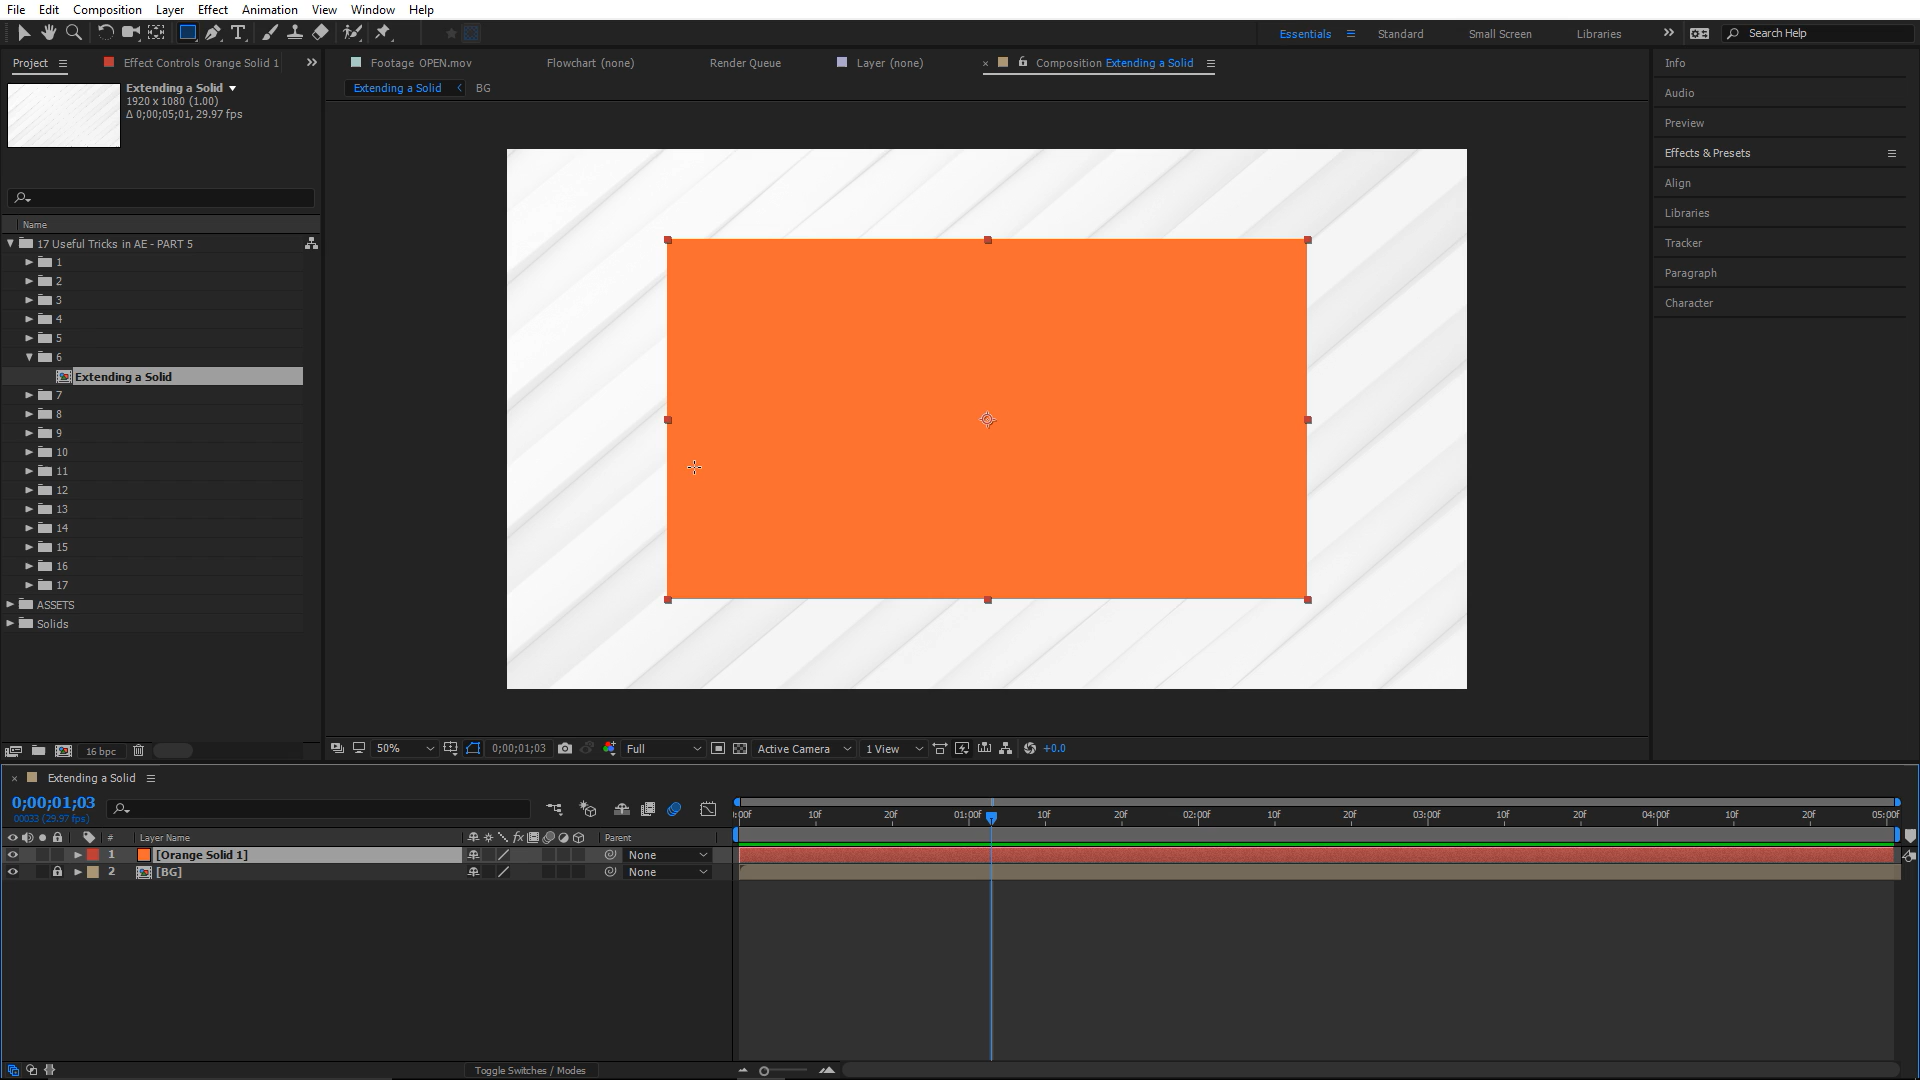 File Edit Composition Layer Effect Animation View Window Help
Essentials Standard Small Screen Libraries Search Help
Project Effect Controls Orange Solid 1 Footage OPEN.mov Flowchart (none) Render Queue Layer (none) Composition Extending a Solid
Extending a Solid
1920 x 1080 (1.00)
Δ 0;00;05;01, 29.97 fps
Extending a Solid BG
Name
17 Useful Tricks in AE - PART 5
1
2
3
4
5
6
Extending a Solid
7
8
9
10
11
12
13
14
15
16
17
ASSETS
Solids
Info
Audio
Preview
Effects & Presets
Align
Libraries
Tracker
Paragraph
Character
16 bpc 50% 0;00;01;03 Full Active Camera 1 View +0.0
Extending a Solid
0;00;01;03
00033 (29.97 fps)
:00f 10f 20f 01:00f 10f 20f 02:00f 10f 20f 03:00f 10f 20f 04:00f 10f 20f 05:00f
# Layer Name fx Parent
1 [Orange Solid 1] None
2 [BG] None
Toggle Switches / Modes